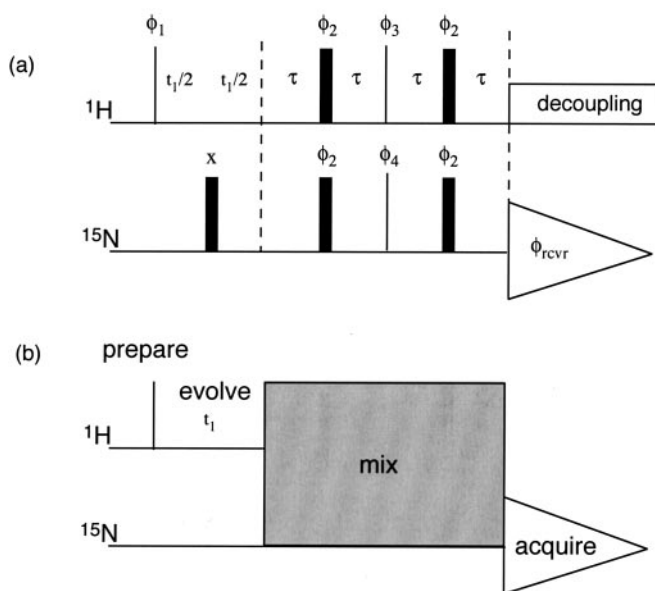 ϕ₁ ϕ₂ ϕ₃ ϕ₂
(a)
t₁/2 t₁/2 τ τ τ τ
¹H decoupling
x ϕ₂ ϕ₄ ϕ₂
¹⁵N ϕrcvr
(b) prepare
evolve
t₁
¹H
mix
¹⁵N acquire